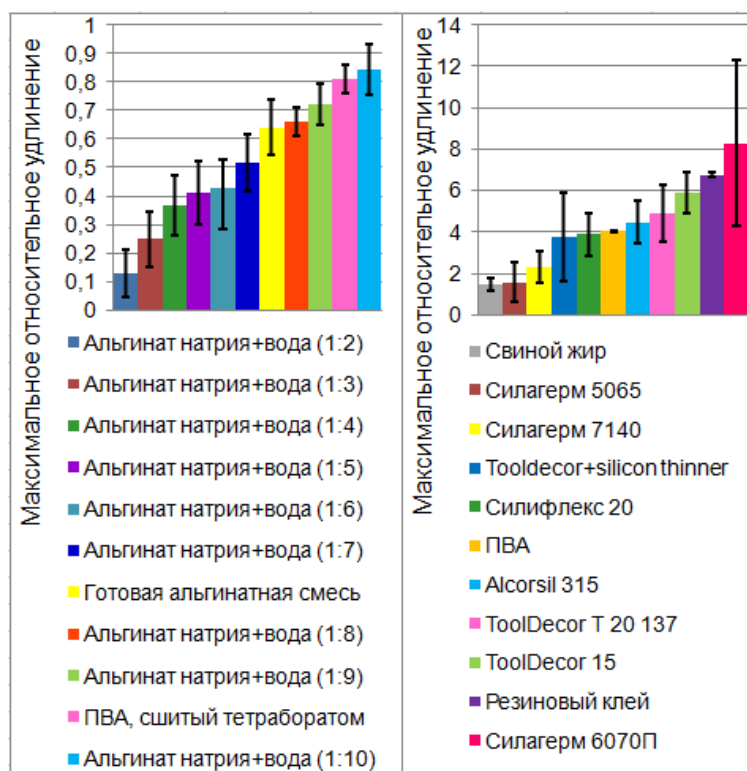 Максимальное относительное удлинение
1
0,9
0,8
0,7
0,6
0,5
0,4
0,3
0,2
0,1
0
Альгинат натрия+вода (1:2)
Альгинат натрия+вода (1:3)
Альгинат натрия+вода (1:4)
Альгинат натрия+вода (1:5)
Альгинат натрия+вода (1:6)
Альгинат натрия+вода (1:7)
Готовая альгинатная смесь
Альгинат натрия+вода (1:8)
Альгинат натрия+вода (1:9)
ПВА, сшитый тетраборатом
Альгинат натрия+вода (1:10)
Максимальное относительное удлинение
14
12
10
8
6
4
2
0
Свиной жир
Силагерм 5065
Силагерм 7140
Tooldecor+silicon thinner
Силифлекс 20
ПВА
Alcorsil 315
ToolDecor T 20 137
ToolDecor 15
Резиновый клей
Силагерм 6070П